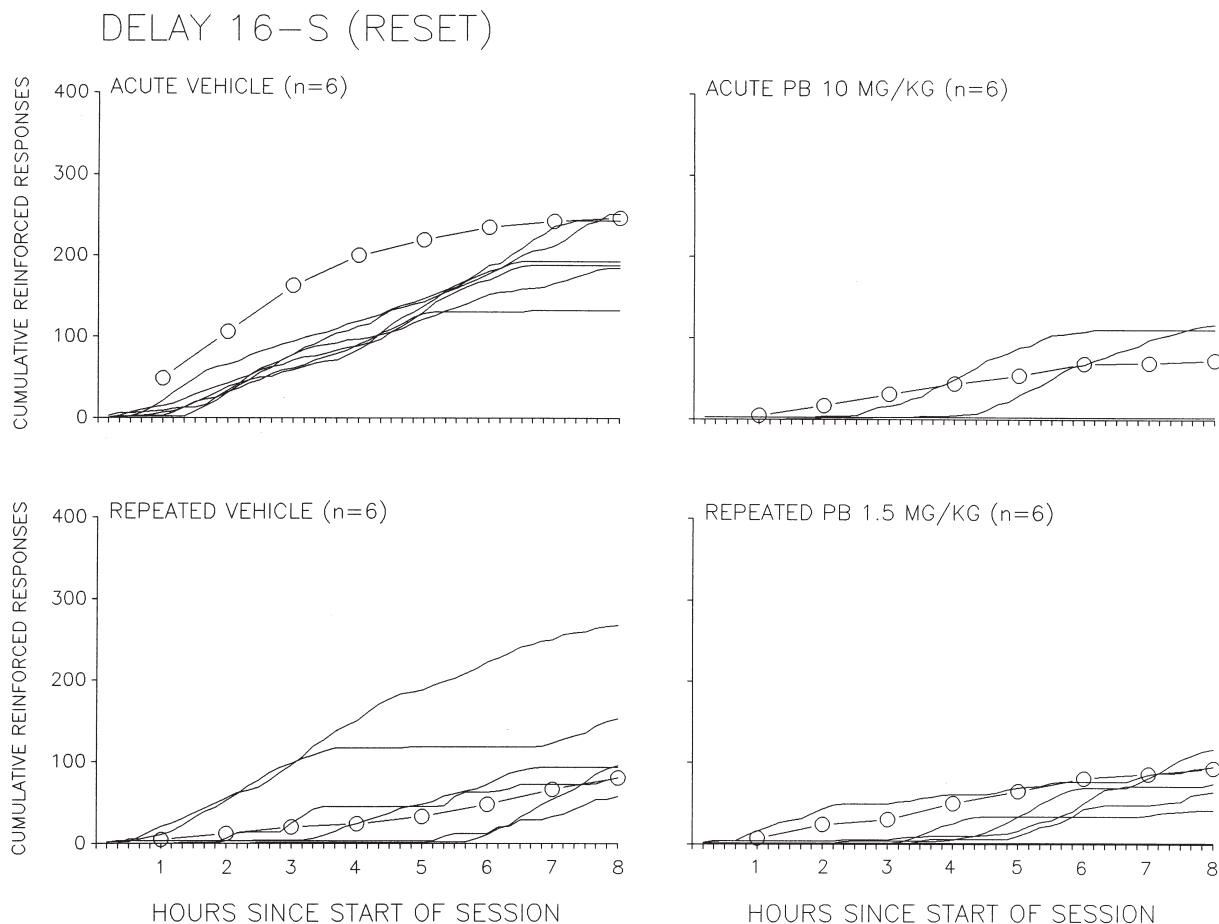 DELAY 16-S (RESET)
ACUTE VEHICLE (n=6)
ACUTE PB 10 MG/KG (n=6)
CUMULATIVE REINFORCED RESPONSES
400
300
200
100
0
REPEATED VEHICLE (n=6)
REPEATED PB 1.5 MG/KG (n=6)
CUMULATIVE REINFORCED RESPONSES
400
300
200
100
0
1 2 3 4 5 6 7 8
1 2 3 4 5 6 7 8
HOURS SINCE START OF SESSION
HOURS SINCE START OF SESSION